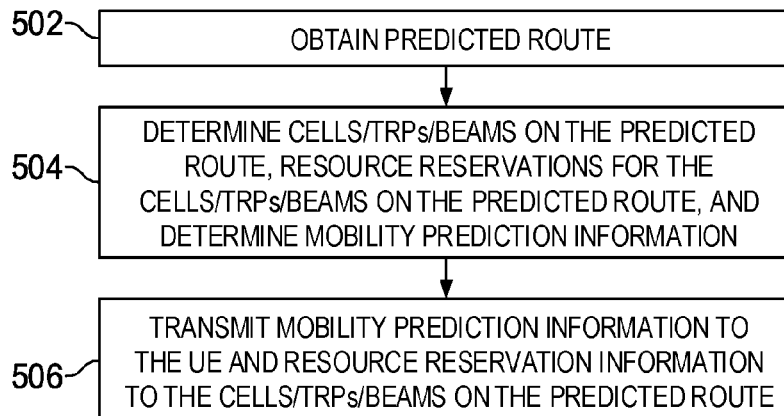 502
OBTAIN PREDICTED ROUTE
504
DETERMINE CELLS/TRPs/BEAMS ON THE PREDICTED
ROUTE, RESOURCE RESERVATIONS FOR THE
CELLS/TRPs/BEAMS ON THE PREDICTED ROUTE, AND
DETERMINE MOBILITY PREDICTION INFORMATION
506
TRANSMIT MOBILITY PREDICTION INFORMATION TO
THE UE AND RESOURCE RESERVATION INFORMATION
TO THE CELLS/TRPs/BEAMS ON THE PREDICTED ROUTE